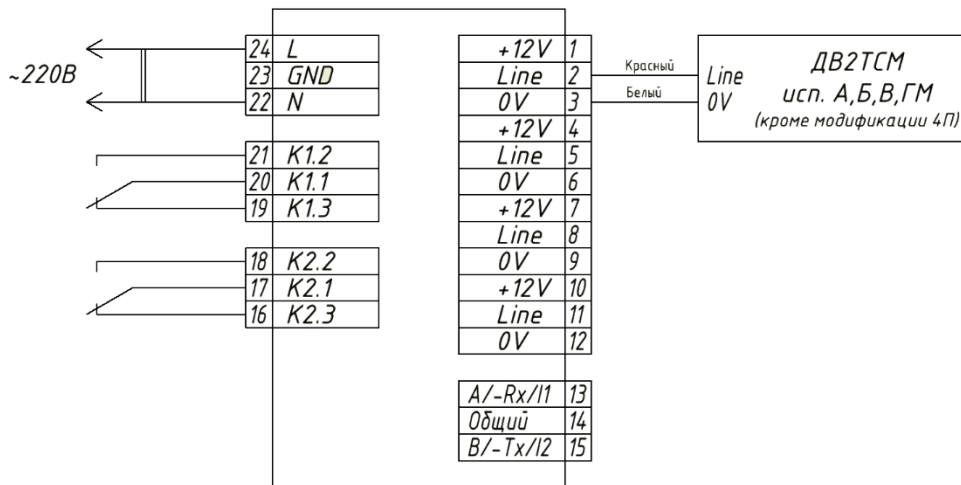 ~220В
24 L
23 GND
22 N
21 K1.2
20 K1.1
19 K1.3
18 K2.2
17 K2.1
16 K2.3
+12V 1
Line 2
0V 3
+12V 4
Line 5
0V 6
+12V 7
Line 8
0V 9
+12V 10
Line 11
0V 12
A/-Rx/I1 13
Общий 14
B/-Tx/I2 15
Красный
Белый
Line
0V
ДВ2ТСМ
исп. А,Б,В,ГМ
(кроме модификации 4П)